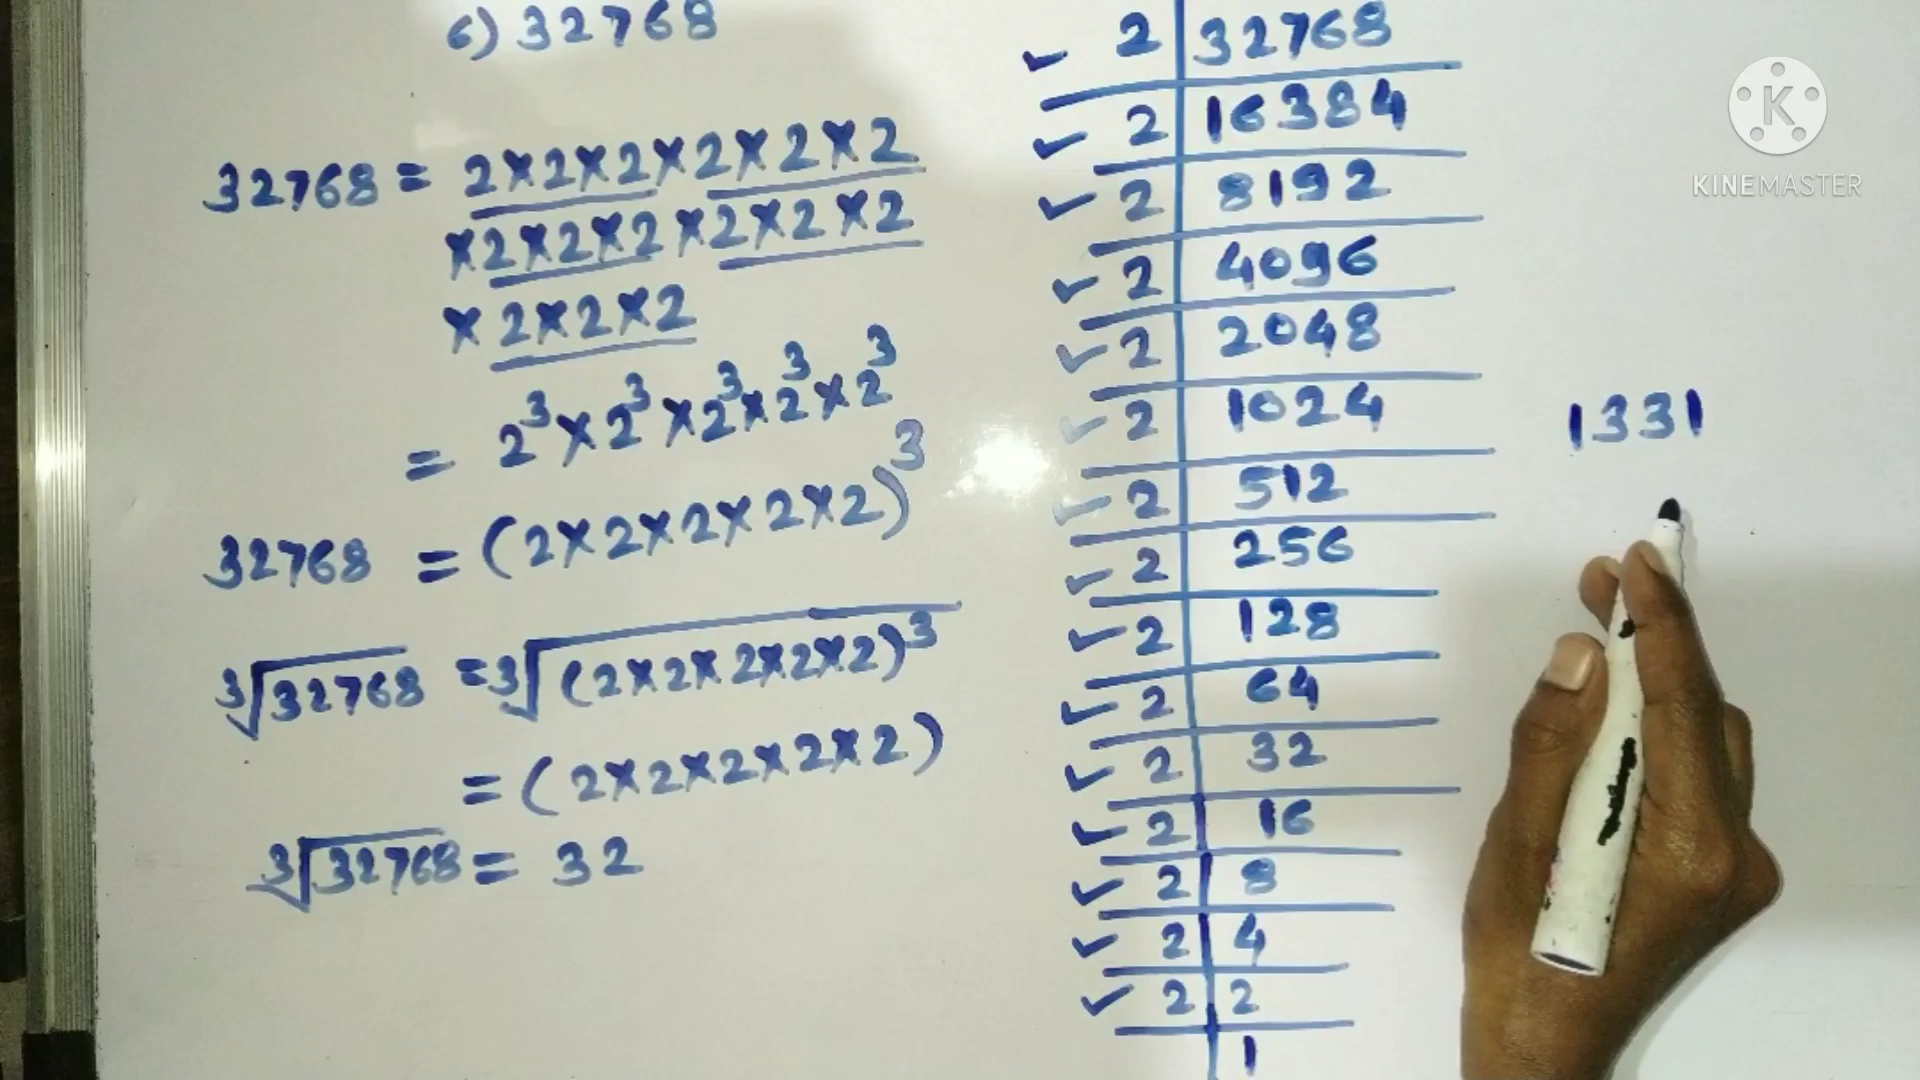 6) 32768
32768 = 2×2×2×2×2×2
×2×2×2×2×2×2
×2×2×2
= 2³×2³×2³×2³×2³
32768 = (2×2×2×2×2)³
³√32768 = ³√(2×2×2×2×2)³
= (2×2×2×2×2)
³√32768 = 32
✓ 2 | 32768
✓ 2 | 16384
✓ 2 | 8192
✓ 2 | 4096
✓ 2 | 2048
✓ 2 | 1024
✓ 2 | 512
✓ 2 | 256
✓ 2 | 128
✓ 2 | 64
✓ 2 | 32
✓ 2 | 16
✓ 2 | 8
✓ 2 | 4
✓ 2 | 2
1
1331
K
KINEMASTER